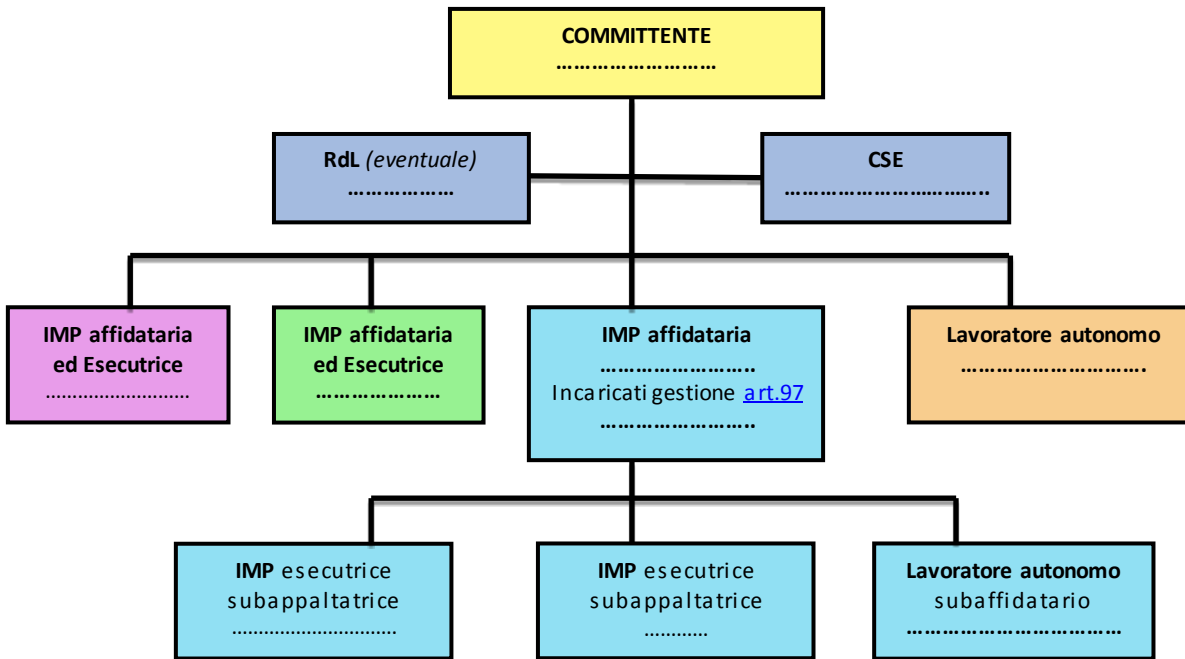 COMMITTENTE
………………………
RdL (eventuale)
………………
CSE
……………………………..
IMP affidataria
ed Esecutrice
………………………
IMP affidataria
ed Esecutrice
…………………
IMP affidataria
……………………..
Incaricati gestione art.97
……………………..
Lavoratore autonomo
………………………….
IMP esecutrice
subappaltatrice
…………………………
IMP esecutrice
subappaltatrice
…………
Lavoratore autonomo
subaffidatario
………………………………